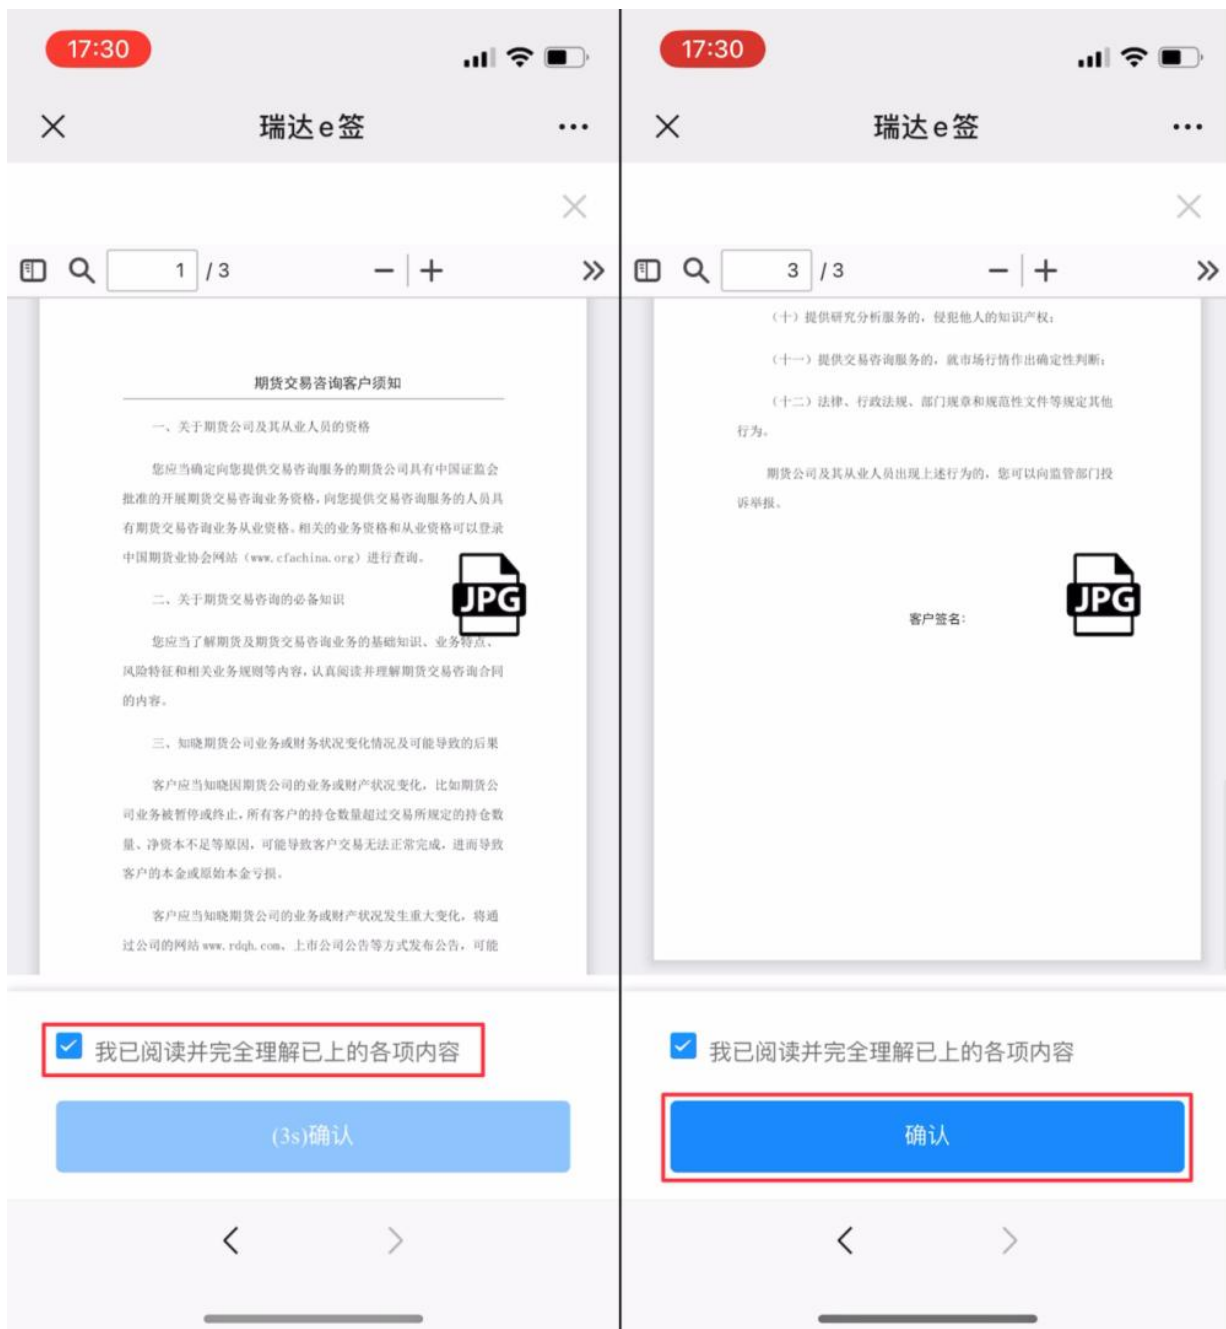 17:30
瑞达e签
1 / 3
期货交易咨询客户须知
一、关于期货公司及其从业人员的资格
您应当确定向您提供交易咨询服务的期货公司具有中国证监会
批准的开展期货交易咨询业务资格，向您提供交易咨询服务的人员具
有期货交易咨询业务从业资格。相关的业务资格和从业资格可以登录
中国期货业协会网站（www.cfachina.org）进行查询。
JPG
二、关于期货交易咨询的必备知识
您应当了解期货及期货交易咨询业务的基础知识、业务特点、
风险特征和相关业务规则等内容，认真阅读并理解期货交易咨询合同
的内容。
三、知晓期货公司业务或财务状况变化情况及可能导致的后果
客户应当知晓因期货公司的业务或财产状况变化，比如期货公
司业务被暂停或终止，所有客户的持仓数量超过交易所规定的持仓数
量、净资本不足等原因，可能导致客户交易无法正常完成，进而导致
客户的本金或原始本金亏损。
客户应当知晓期货公司的业务或财产状况发生重大变化，将通
过公司的网站 www.rdqh.com、上市公司公告等方式发布公告，可能
我已阅读并完全理解已上的各项内容
(3s)确认
17:30
瑞达e签
3 / 3
（十）提供研究分析服务的，侵犯他人的知识产权；
（十一）提供交易咨询服务的，就市场行情作出确定性判断；
（十二）法律、行政法规、部门规章和规范性文件等规定其他
行为。
期货公司及其从业人员出现上述行为的，您可以向监管部门投
诉举报。
JPG
客户签名：
我已阅读并完全理解已上的各项内容
确认